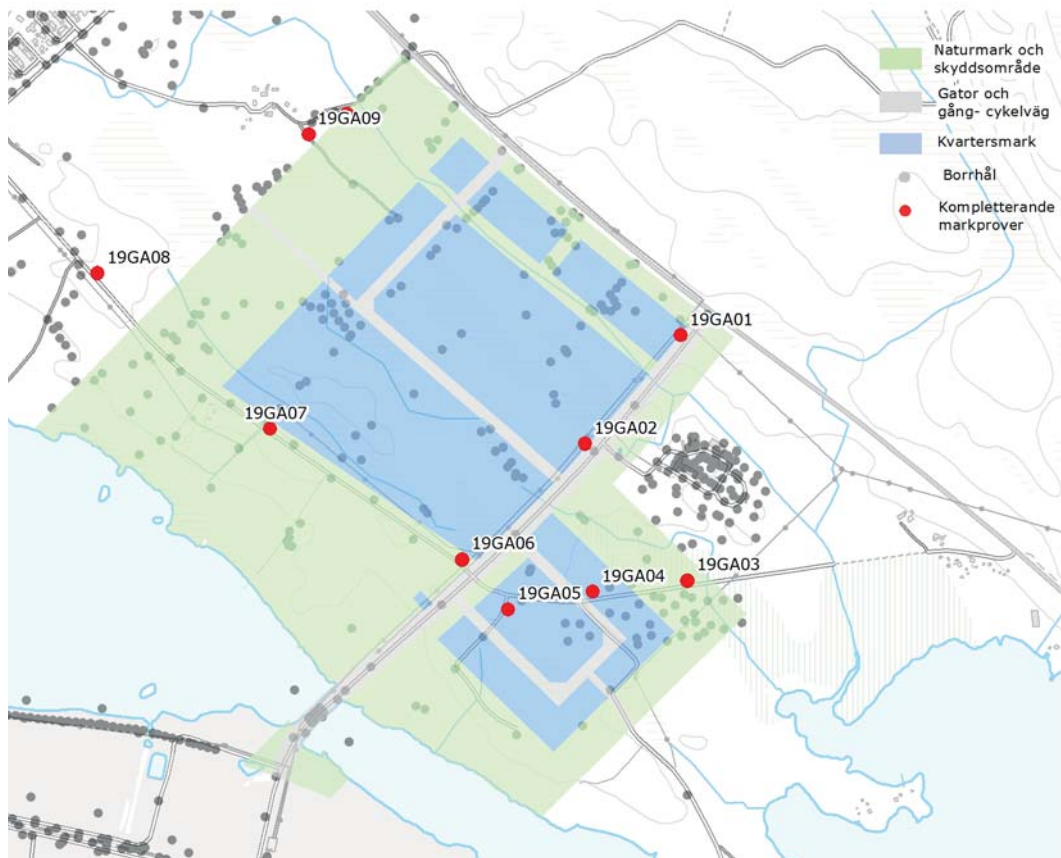 Naturmark och
skyddsområde
Gator och
gång- cykelväg
Kvartersmark
Borrhål
Kompletterande
markprover
19GA09
19GA08
19GA01
19GA07
19GA02
19GA06
19GA03
19GA04
19GA05